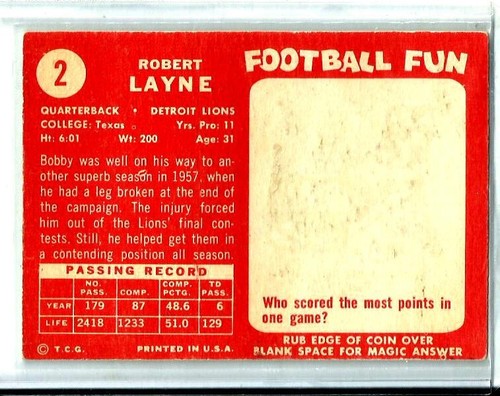 2
ROBERT
LAYNE
QUARTERBACK • DETROIT LIONS
COLLEGE: Texas Yrs. Pro: 11
Ht: 6:01 Wt: 200 Age: 31
Bobby was well on his way to an-
other superb season in 1957, when
he had a leg broken at the end of
the campaign. The injury forced
him out of the Lions' final con-
tests. Still, he helped get them in
a contending position all season.
PASSING RECORD
NO. PASS. COMP. COMP. PCTG. TD PASS.
YEAR 179 87 48.6 6
LIFE 2418 1233 51.0 129
© T.C.G. PRINTED IN U.S.A.
FOOTBALL FUN
Who scored the most points in
one game?
RUB EDGE OF COIN OVER
BLANK SPACE FOR MAGIC ANSWER